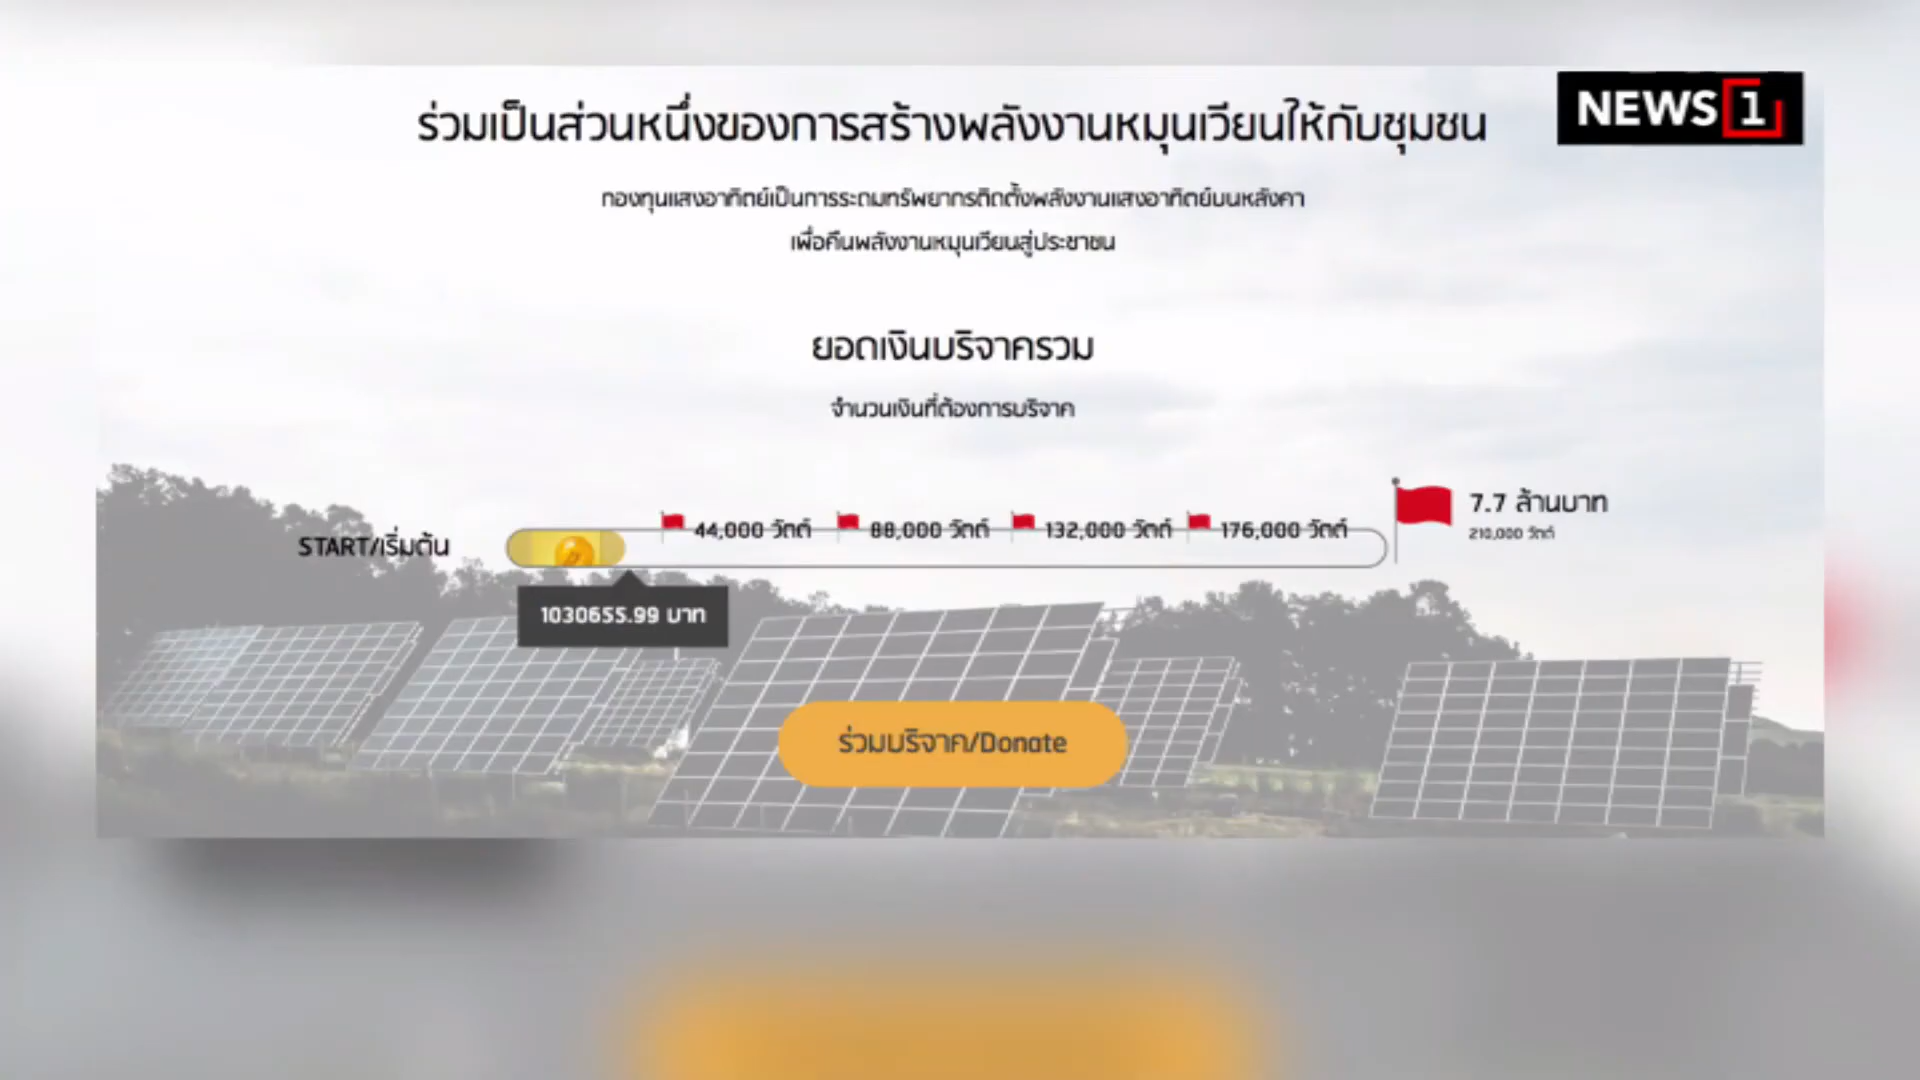 ร่วมเป็นส่วนหนึ่งของการสร้างพลังงานหมุนเวียนให้กับชุมชน
NEWS 1
กองทุนแสงอาทิตย์เป็นการระดมทรัพยากรติดตั้งพลังงานแสงอาทิตย์บนหลังคา
เพื่อคืนพลังงานหมุนเวียนสู่ประชาชน
ยอดเงินบริจาครวม
จำนวนเงินที่ต้องการบริจาค
START/เริ่มต้น
44,000 วัตต์
88,000 วัตต์
132,000 วัตต์
176,000 วัตต์
7.7 ล้านบาท
210,000 วัตต์
1030655.99 บาท
ร่วมบริจาค/Donate